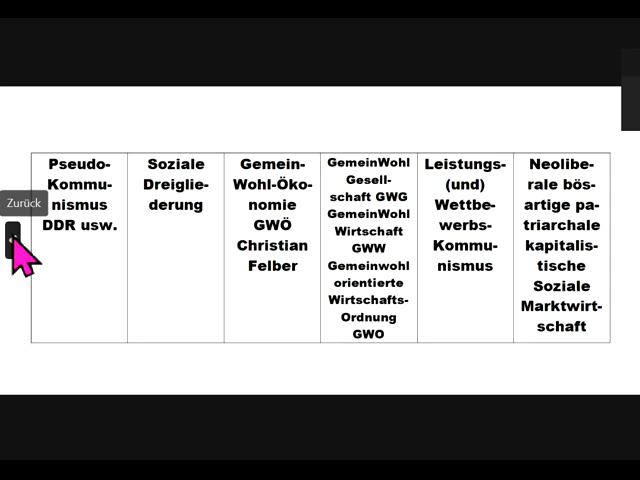 Pseudo-
Kommu-
nismus
DDR usw.
Soziale
Dreiglie-
derung
Gemein-
Wohl-Öko-
nomie
GWÖ
Christian
Felber
GemeinWohl
Gesell-
schaft GWG
GemeinWohl
Wirtschaft
GWW
Gemeinwohl
orientierte
Wirtschafts-
Ordnung
GWO
Leistungs-
(und)
Wettbe-
werbs-
Kommu-
nismus
Neolibe-
rale bös-
artige pa-
triarchale
kapitalis-
tische
Soziale
Marktwirt-
schaft
Zurück